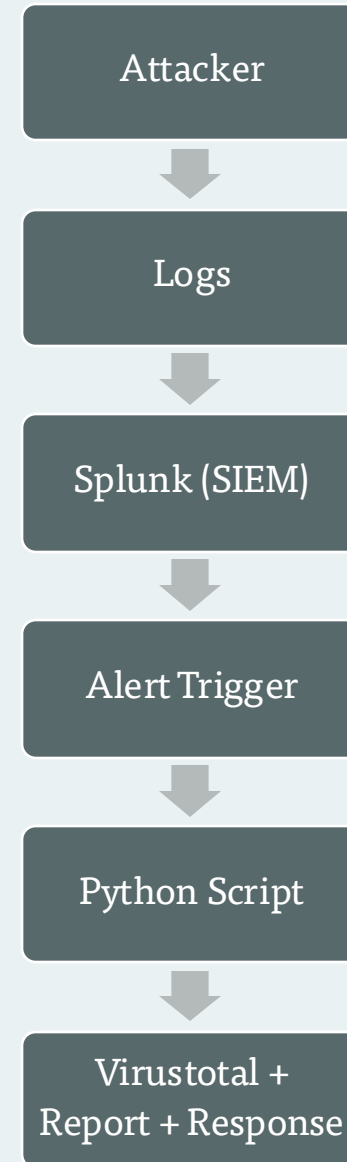 Attacker
Logs
Splunk (SIEM)
Alert Trigger
Python Script
Virustotal +
Report + Response